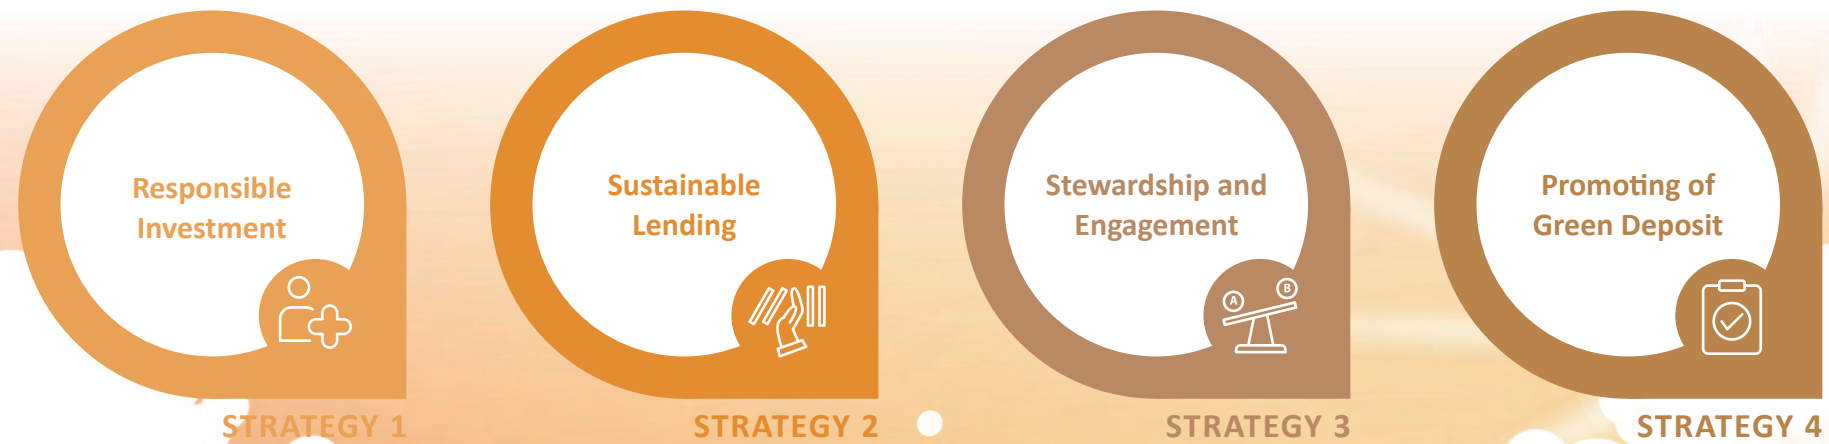 Responsible
Investment
STRATEGY 1
Sustainable
Lending
STRATEGY 2
Stewardship and
Engagement
A
B
STRATEGY 3
Promoting of
Green Deposit
STRATEGY 4